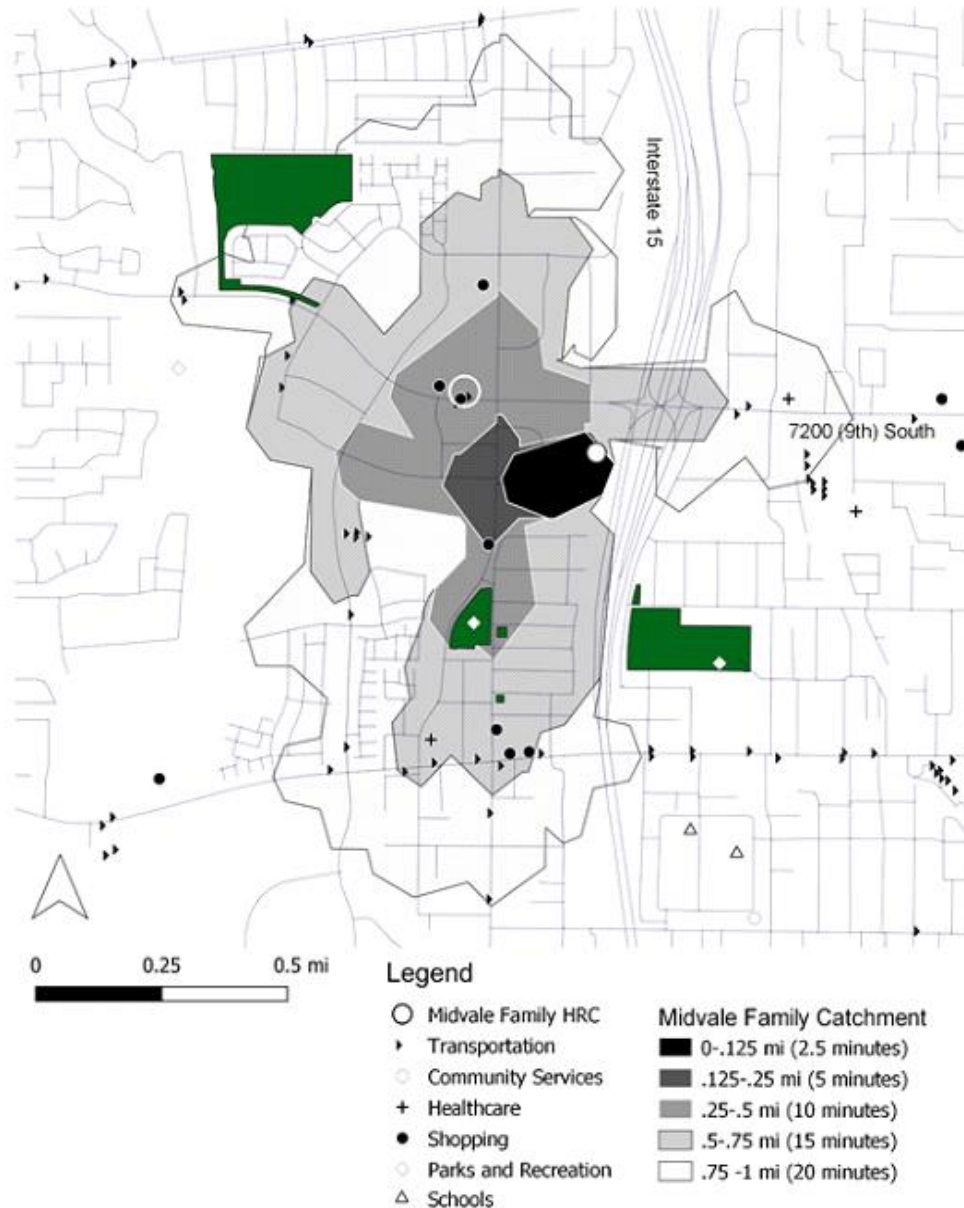 Interstate 15
7200 (9th) South
0 0.25 0.5 mi
Legend
Midvale Family HRC
Transportation
Community Services
Healthcare
Shopping
Parks and Recreation
Schools
Midvale Family Catchment
0-.125 mi (2.5 minutes)
.125-.25 mi (5 minutes)
.25-.5 mi (10 minutes)
.5-.75 mi (15 minutes)
.75 -1 mi (20 minutes)